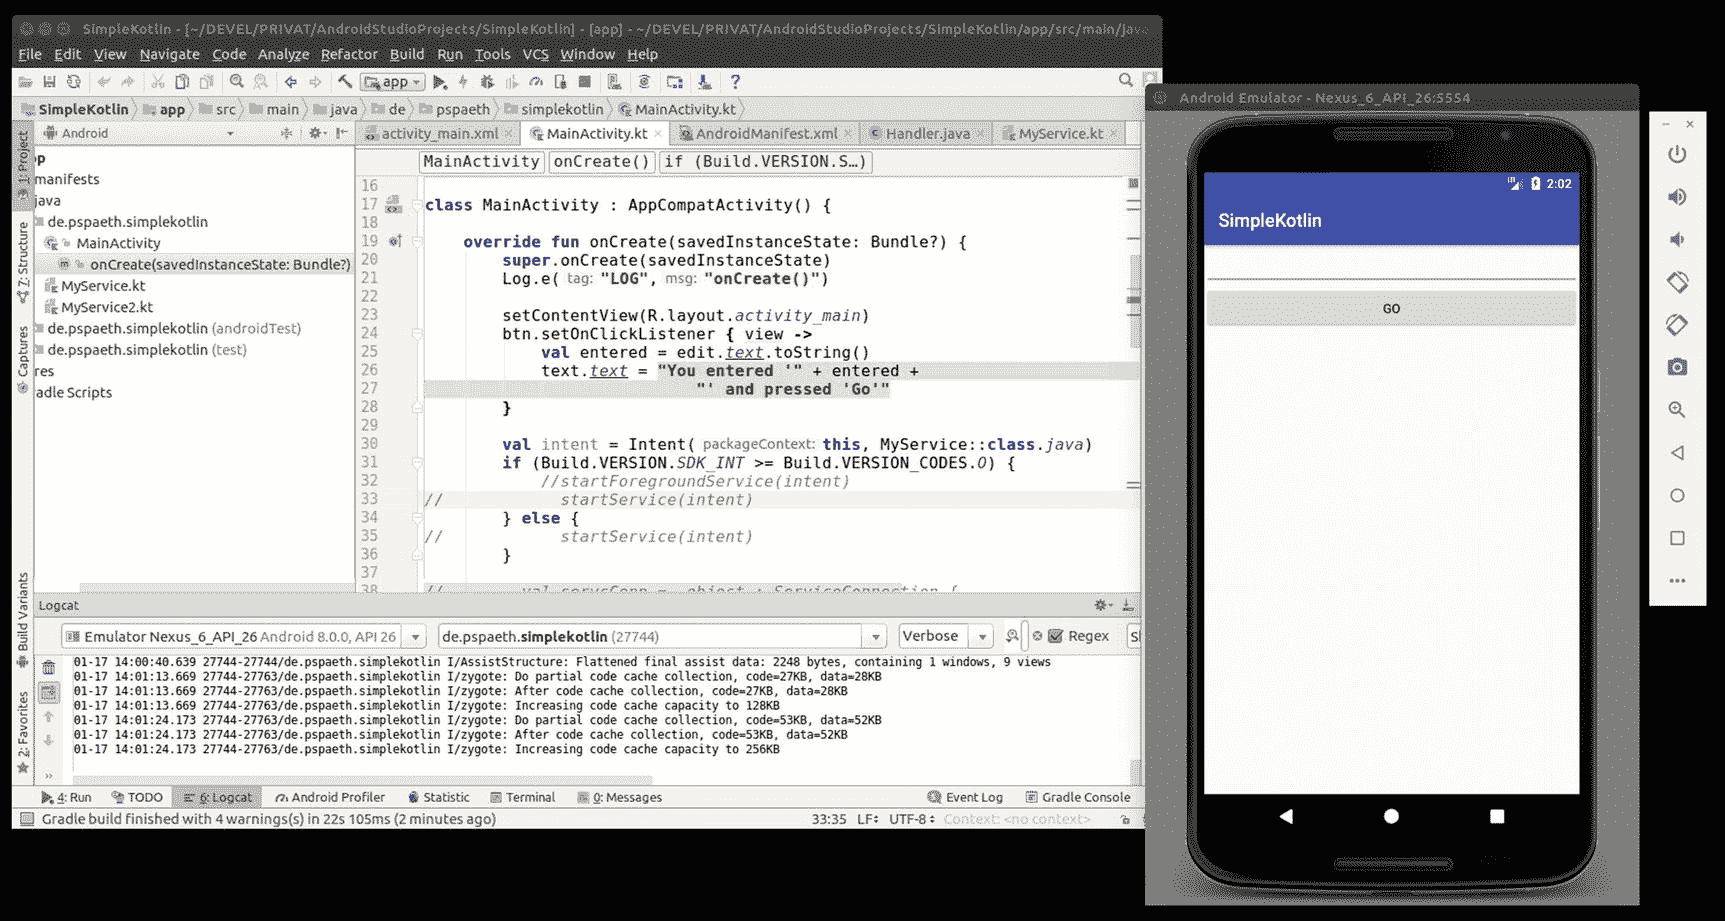 SimpleKotlin - [~/DEVEL/PRIVAT/AndroidStudioProjects/SimpleKotlin] - [app] - ~/DEVEL/PRIVAT/AndroidStudioProjects/SimpleKotlin/app/src/main/java
File Edit View Navigate Code Analyze Refactor Build Run Tools VCS Window Help
app
SimpleKotlin app src main java de pspaeth simplekotlin MainActivity.kt
Android
activity_main.xml MainActivity.kt AndroidManifest.xml Handler.java MyService.kt
MainActivity onCreate() if (Build.VERSION.S…)
1: Project
7: Structure
Captures
Build Variants
2: Favorites
pp
manifests
java
de.pspaeth.simplekotlin
MainActivity
onCreate(savedInstanceState: Bundle?)
MyService.kt
MyService2.kt
de.pspaeth.simplekotlin (androidTest)
de.pspaeth.simplekotlin (test)
res
adle Scripts
16
17 class MainActivity : AppCompatActivity() {
18
19 override fun onCreate(savedInstanceState: Bundle?) {
20 super.onCreate(savedInstanceState)
21 Log.e( tag: "LOG", msg: "onCreate()")
22
23 setContentView(R.layout.activity_main)
24 btn.setOnClickListener { view ->
25 val entered = edit.text.toString()
26 text.text = "You entered '" + entered +
27 "' and pressed 'Go'"
28 }
29
30 val intent = Intent( packageContext: this, MyService::class.java)
31 if (Build.VERSION.SDK_INT >= Build.VERSION_CODES.O) {
32 //startForegroundService(intent)
33 // startService(intent)
34 } else {
35 // startService(intent)
36 }
37
38 // val servcConn = object : ServiceConnection {
Logcat
Emulator Nexus_6_API_26 Android 8.0.0, API 26 de.pspaeth.simplekotlin (27744) Verbose Regex S
01-17 14:00:40.639 27744-27744/de.pspaeth.simplekotlin I/AssistStructure: Flattened final assist data: 2248 bytes, containing 1 windows, 9 views
01-17 14:01:13.669 27744-27763/de.pspaeth.simplekotlin I/zygote: Do partial code cache collection, code=27KB, data=28KB
01-17 14:01:13.669 27744-27763/de.pspaeth.simplekotlin I/zygote: After code cache collection, code=27KB, data=28KB
01-17 14:01:13.669 27744-27763/de.pspaeth.simplekotlin I/zygote: Increasing code cache capacity to 128KB
01-17 14:01:24.173 27744-27763/de.pspaeth.simplekotlin I/zygote: Do partial code cache collection, code=53KB, data=52KB
01-17 14:01:24.173 27744-27763/de.pspaeth.simplekotlin I/zygote: After code cache collection, code=53KB, data=52KB
01-17 14:01:24.173 27744-27763/de.pspaeth.simplekotlin I/zygote: Increasing code cache capacity to 256KB
4: Run TODO 6: Logcat Android Profiler Statistic Terminal 0: Messages Event Log Gradle Console
Gradle build finished with 4 warnings(s) in 22s 105ms (2 minutes ago) 33:35 LF UTF-8 Context: <no context>
Android Emulator - Nexus_6_API_26:5554
2:02
SimpleKotlin
GO